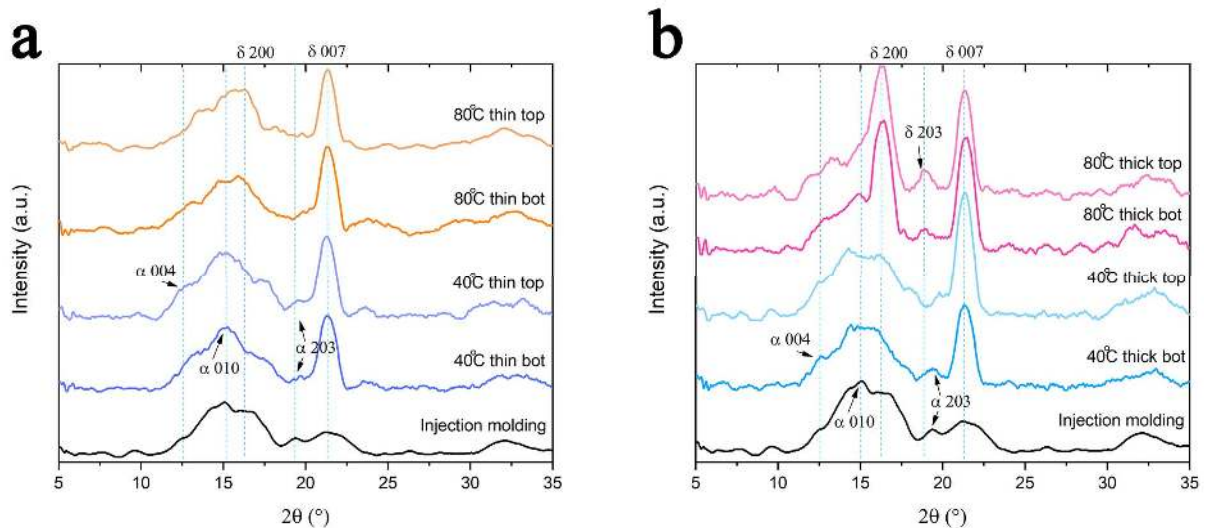 a
δ 200
δ 007
80°C thin top
80°C thin bot
α 004
40°C thin top
α 203
40°C thin bot
α 010
Injection molding
Intensity (a.u.)
5
10
15
20
25
30
35
2θ (°)
b
δ 200
δ 007
δ 203
80°C thick top
80°C thick bot
40°C thick top
α 004
40°C thick bot
α 203
α 010
Injection molding
Intensity (a.u.)
5
10
15
20
25
30
35
2θ (°)